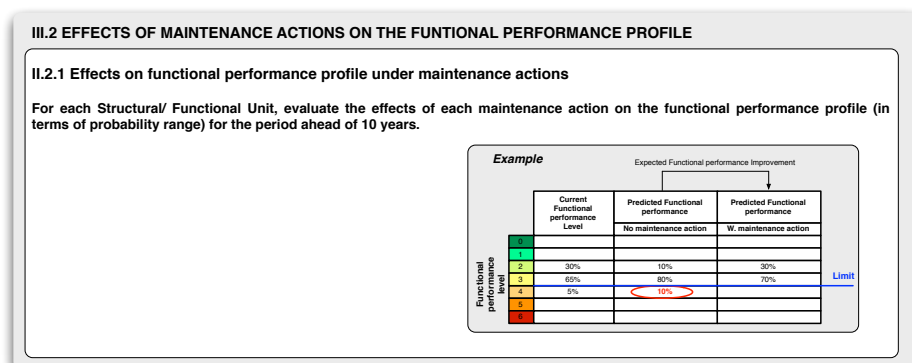 III.2 EFFECTS OF MAINTENANCE ACTIONS ON THE FUNTIONAL PERFORMANCE PROFILE
II.2.1 Effects on functional performance profile under maintenance actions
For each Structural/ Functional Unit, evaluate the effects of each maintenance action on the functional performance profile (in
terms of probability range) for the period ahead of 10 years.
Example
Expected Functional performance Improvement
Current
Functional
performance
Level
Predicted Functional
performance
No maintenance action
Predicted Functional
performance
W. maintenance action
Functional
performance
level
0
1
2 30% 10% 30%
3 65% 80% 70%
Limit
4 5% 10%
5
6